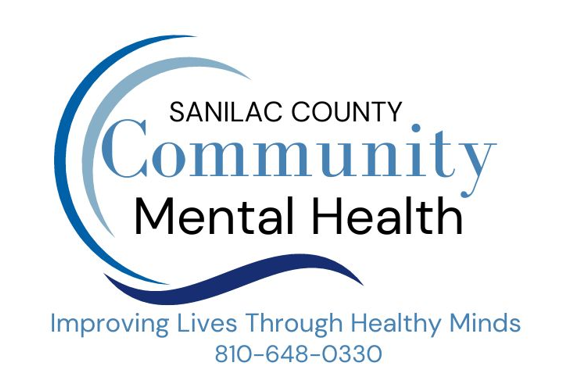 SANILAC COUNTY
Community
Mental Health
Improving Lives Through Healthy Minds
810-648-0330